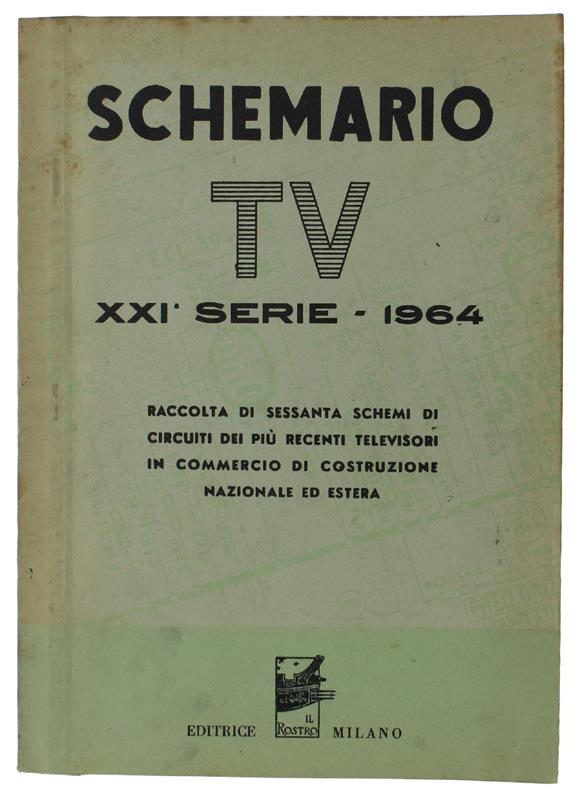 SCHEMARIO
TV
XXIª SERIE - 1964
RACCOLTA DI SESSANTA SCHEMI DI
CIRCUITI DEI PIÙ RECENTI TELEVISORI
IN COMMERCIO DI COSTRUZIONE
NAZIONALE ED ESTERA
EDITRICE IL ROSTRO MILANO